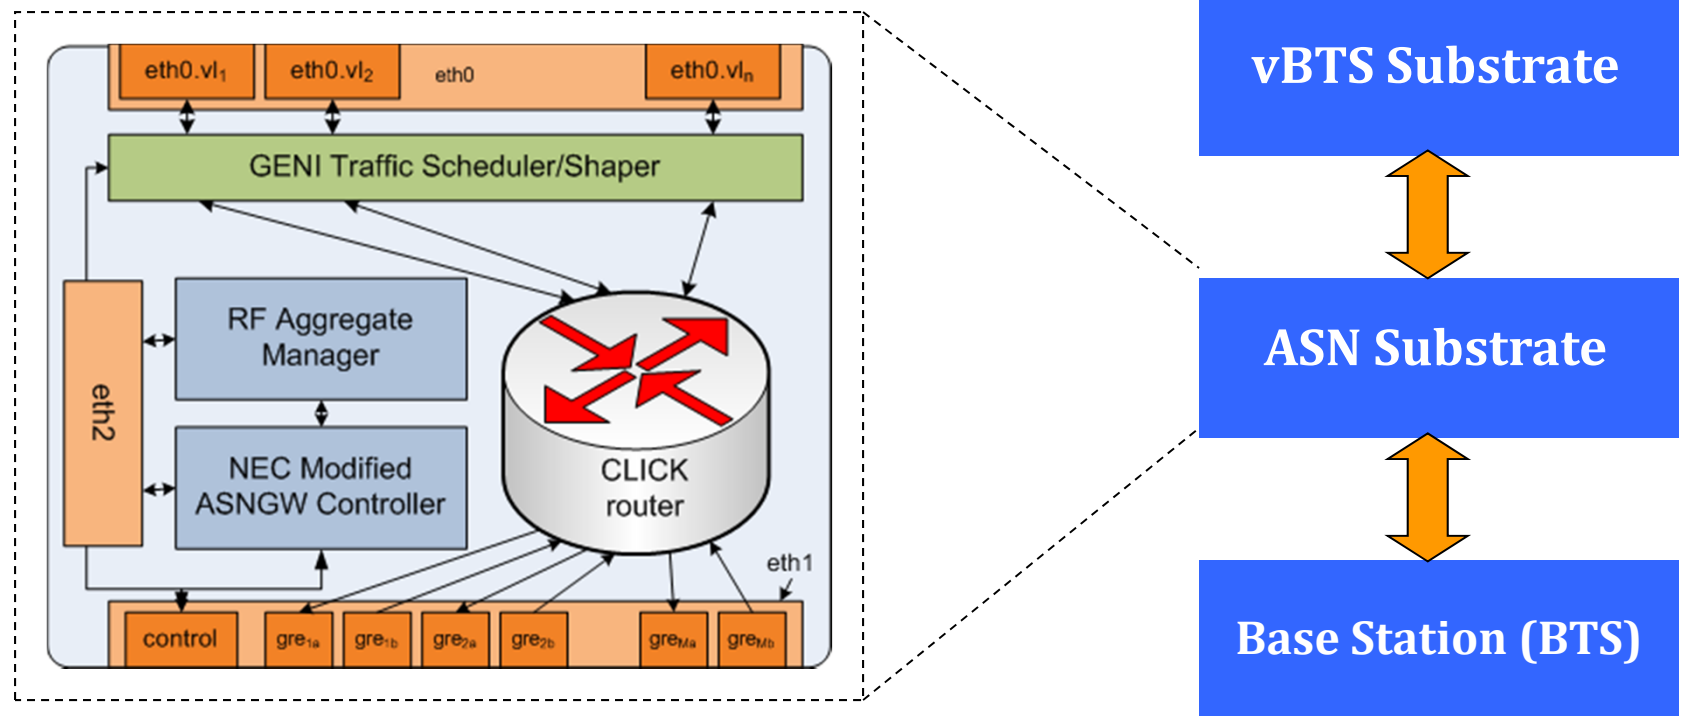 eth0.vl₁
eth0.vl₂
eth0
eth0.vlₙ
GENI Traffic Scheduler/Shaper
RF Aggregate
Manager
eth2
NEC Modified
ASNGW Controller
CLICK
router
eth1
control
gre₁ₐ
gre1b
gre₂ₐ
gre2b
greMa
greMb
vBTS Substrate
ASN Substrate
Base Station (BTS)